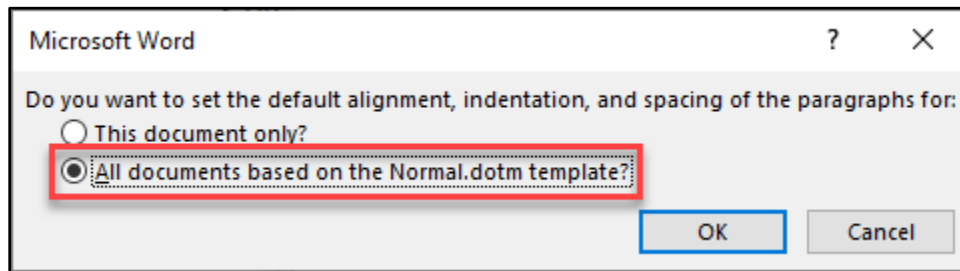 Microsoft Word
Do you want to set the default alignment, indentation, and spacing of the paragraphs for:
This document only?
All documents based on the Normal.dotm template?
OK Cancel